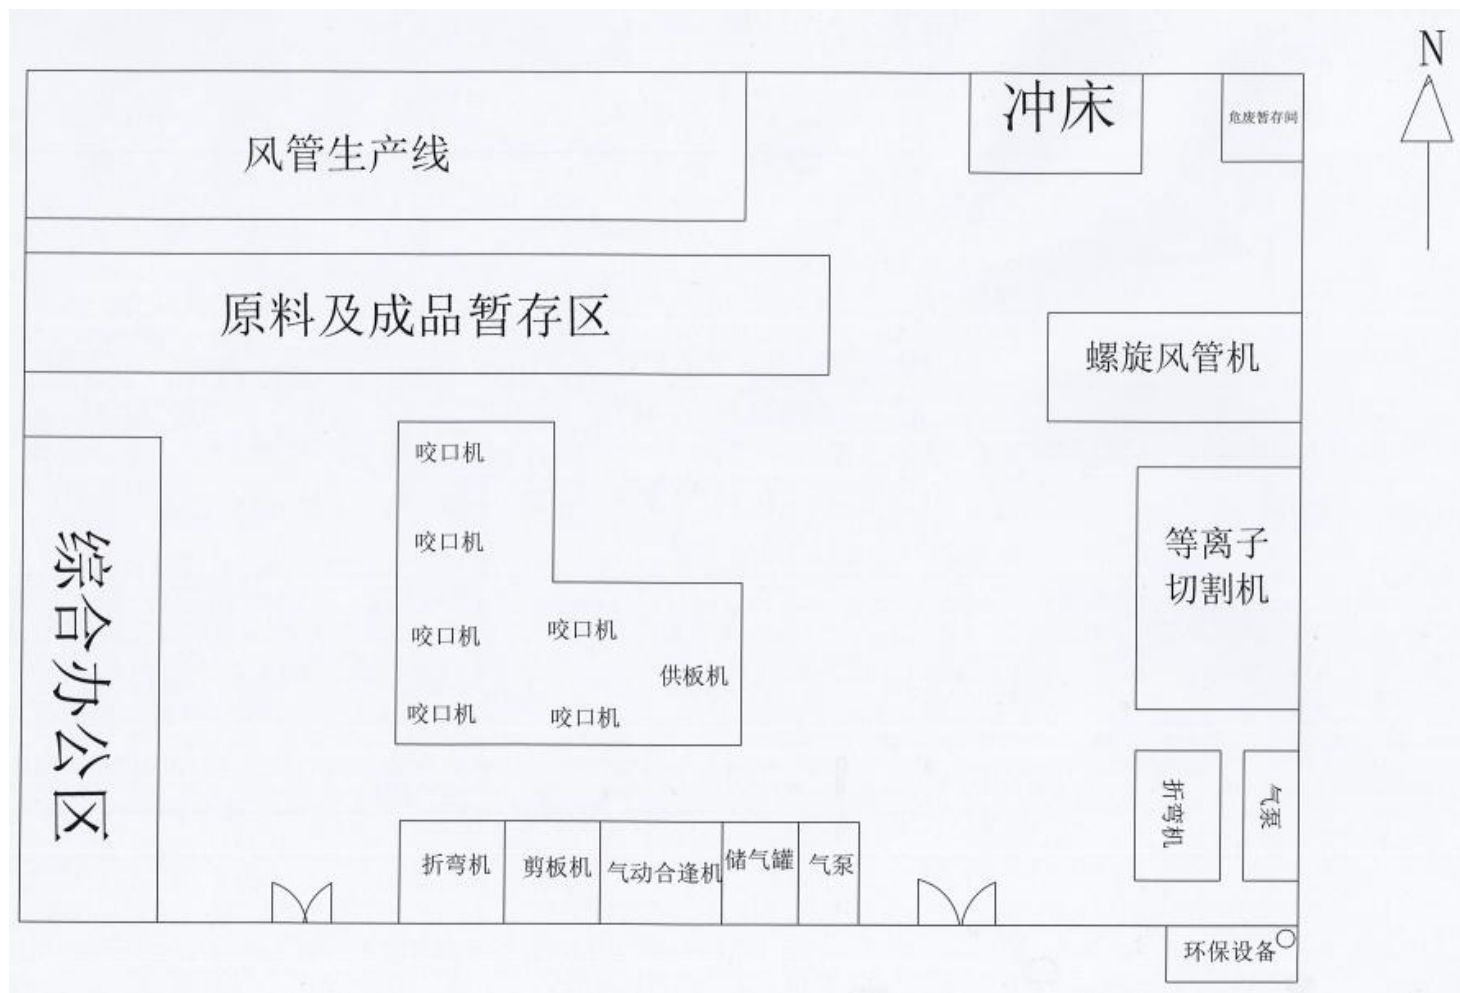 N
冲床
危废暂存间
风管生产线
原料及成品暂存区
螺旋风管机
咬口机
咬口机
等离子
切割机
综合办公区
咬口机
咬口机
供板机
咬口机
咬口机
折弯机
气泵
折弯机
剪板机
气动合逢机
储气罐
气泵
环保设备